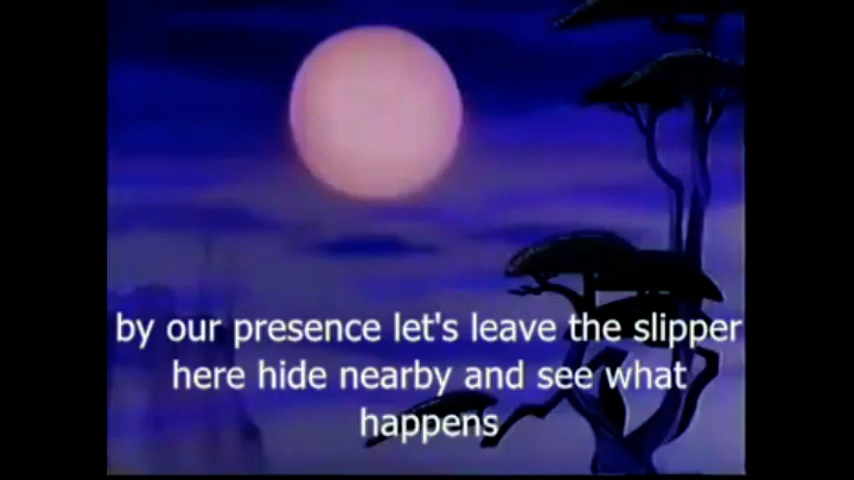 by our presence let's leave the slipper
here hide nearby and see what
happens